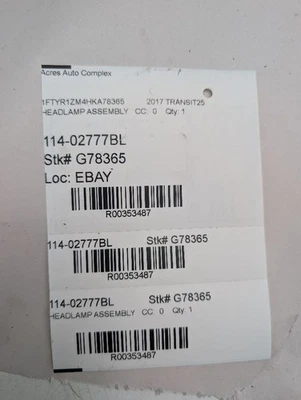 Acres Auto Complex
1FTYR1ZM4HKA78365 2017 TRANSIT25
HEADLAMP ASSEMBLY CC: 0 Qty: 1
114-02777BL
Stk# G78365
Loc: EBAY
R00353487
114-02777BL Stk# G78365
R00353487
114-02777BL Stk# G78365
HEADLAMP ASSEMBLY CC: 0 Qty: 1
R00353487